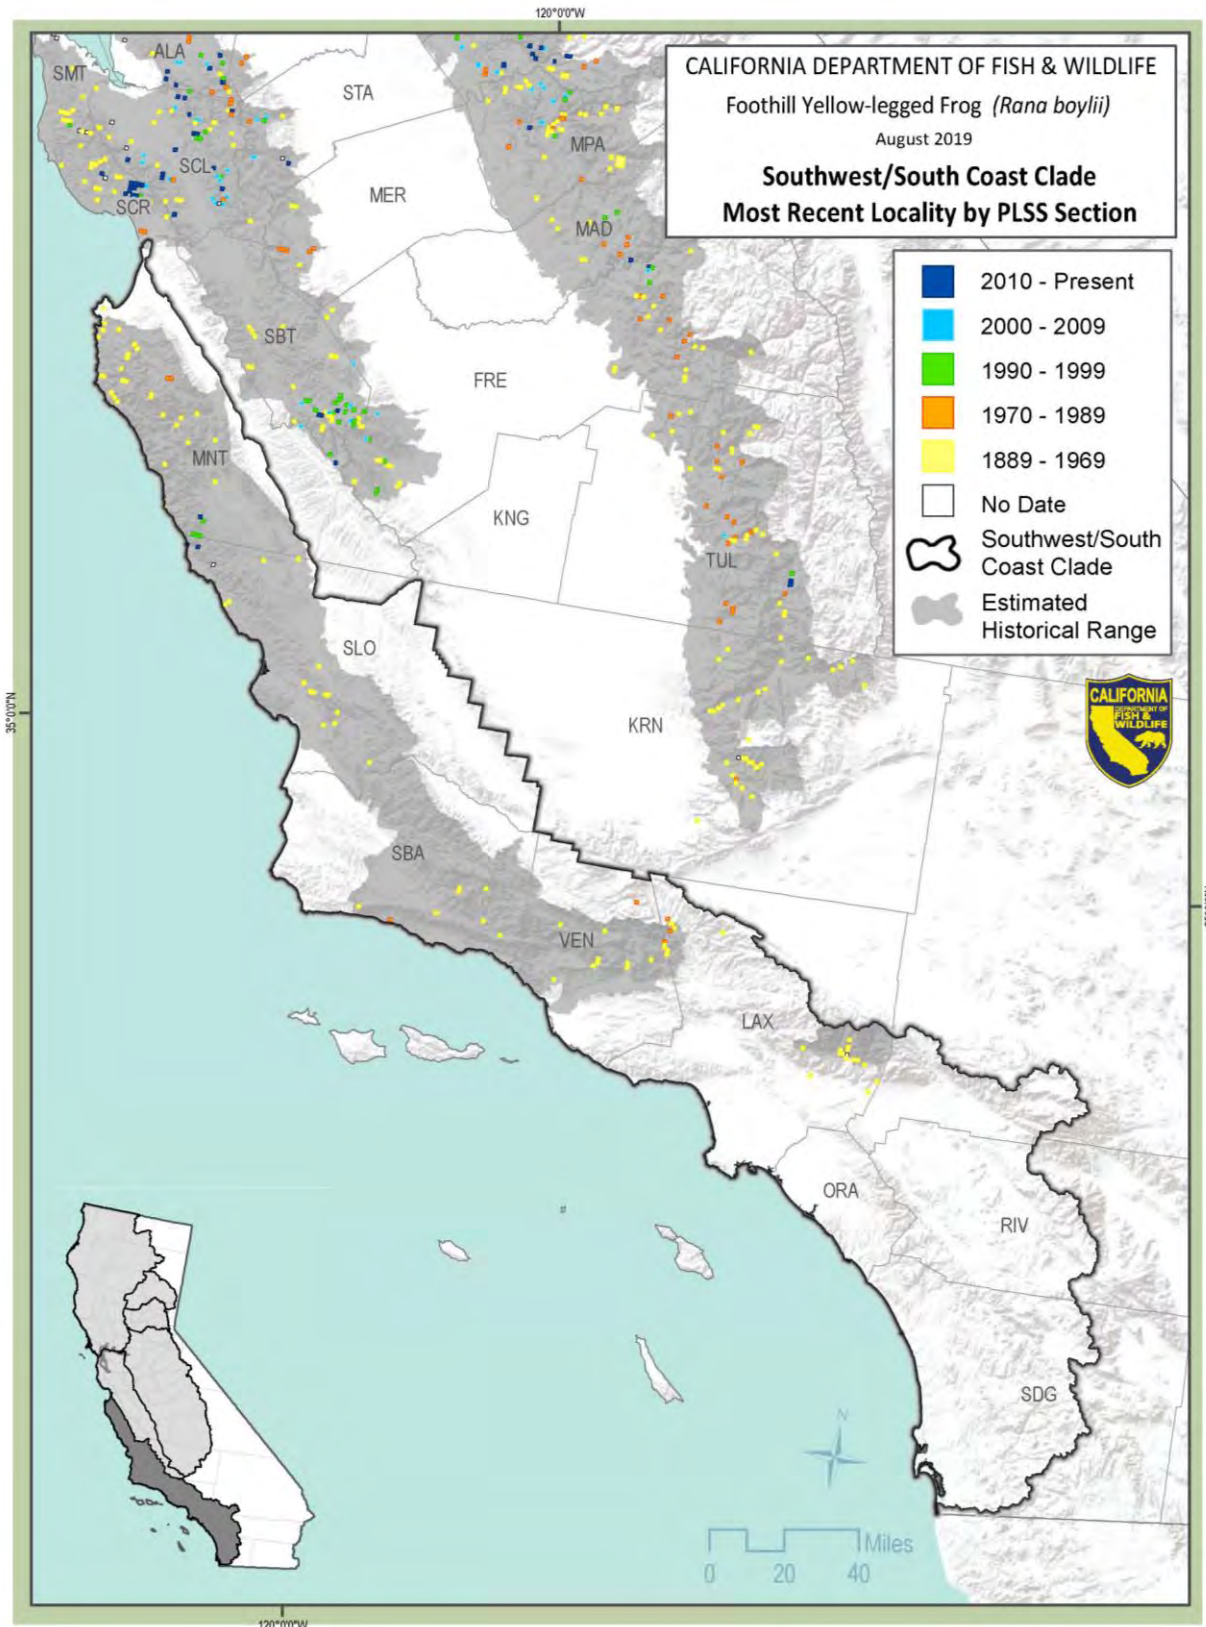 120°0'0"W
CALIFORNIA DEPARTMENT OF FISH & WILDLIFE
Foothill Yellow-legged Frog (Rana boylii)
August 2019
Southwest/South Coast Clade
Most Recent Locality by PLSS Section
2010 - Present
2000 - 2009
1990 - 1999
1970 - 1989
1889 - 1969
No Date
Southwest/South
Coast Clade
Estimated
Historical Range
ALA
SMT
STA
MPA
SCL
MER
SCR
MAD
SBT
FRE
MNT
KNG
TUL
SLO
35°0'0"N
KRN
CALIFORNIA
DEPARTMENT OF
FISH &
WILDLIFE
SBA
VEN
LAX
ORA
RIV
SDG
N
Miles
0 20 40
120°0'0"W